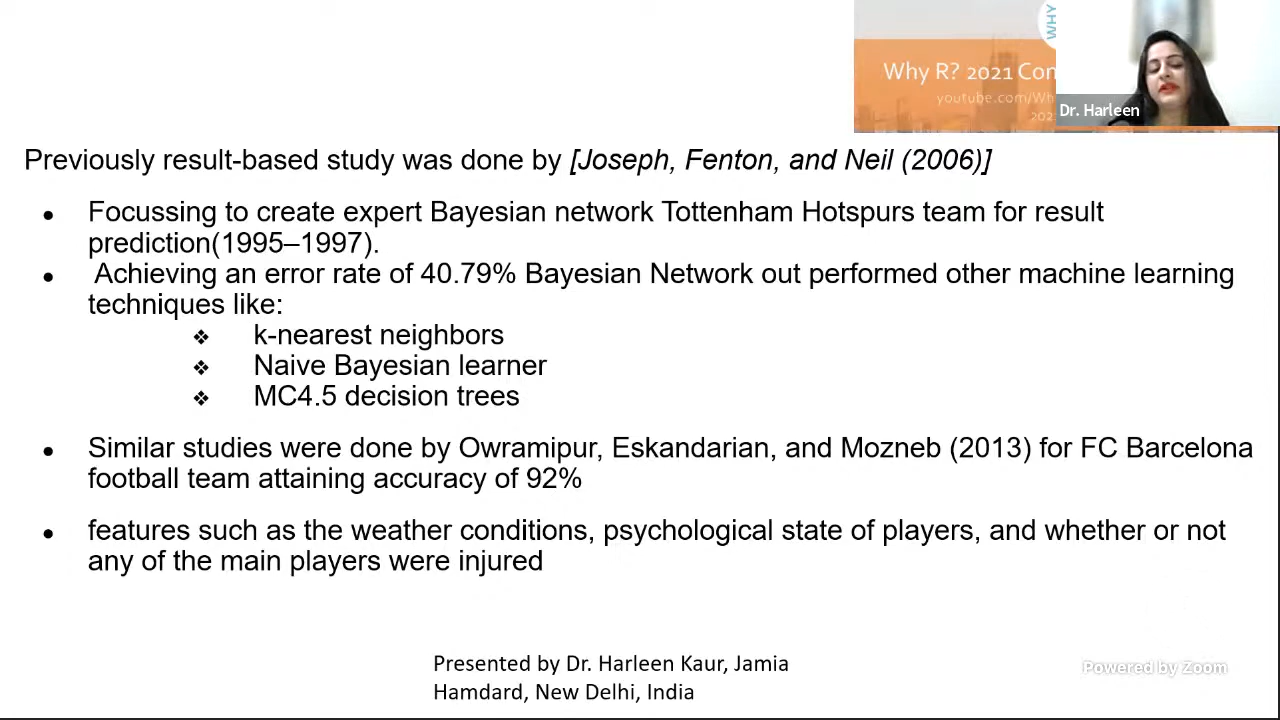 WHY
Why R? 2021 Con
youtube.com/Wh
202
Dr. Harleen
Previously result-based study was done by [Joseph, Fenton, and Neil (2006)]
• Focussing to create expert Bayesian network Tottenham Hotspurs team for result
prediction(1995–1997).
• Achieving an error rate of 40.79% Bayesian Network out performed other machine learning
techniques like:
❖ k-nearest neighbors
❖ Naive Bayesian learner
❖ MC4.5 decision trees
• Similar studies were done by Owramipur, Eskandarian, and Mozneb (2013) for FC Barcelona
football team attaining accuracy of 92%
• features such as the weather conditions, psychological state of players, and whether or not
any of the main players were injured
Presented by Dr. Harleen Kaur, Jamia
Hamdard, New Delhi, India
Powered by Zoom